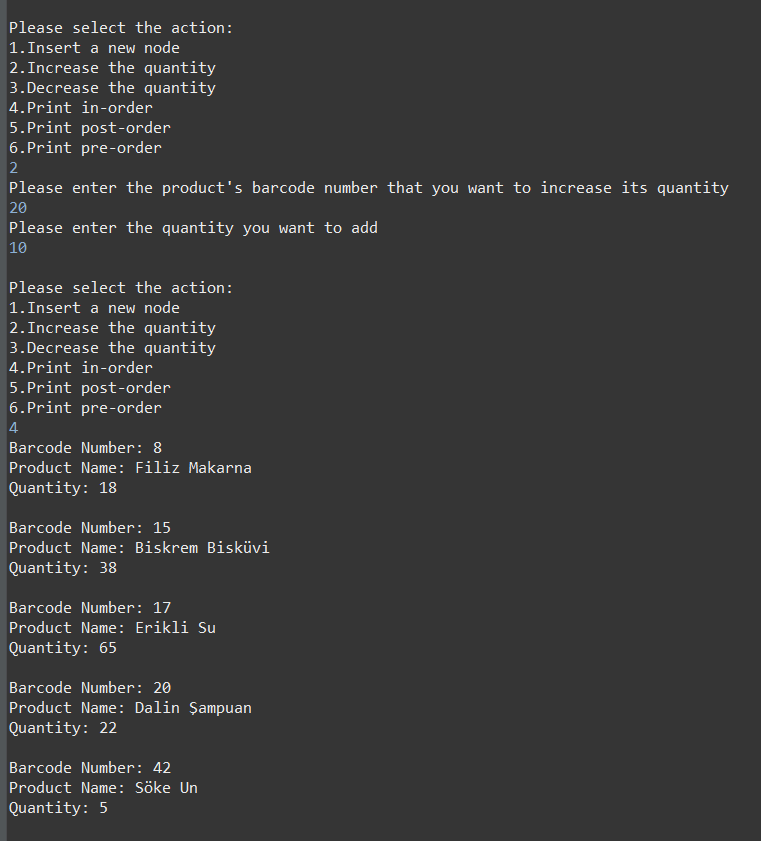 Please select the action:
1.Insert a new node
2.Increase the quantity
3.Decrease the quantity
4.Print in-order
5.Print post-order
6.Print pre-order
2
Please enter the product's barcode number that you want to increase its quantity
20
Please enter the quantity you want to add
10
Please select the action:
1.Insert a new node
2.Increase the quantity
3.Decrease the quantity
4.Print in-order
5.Print post-order
6.Print pre-order
4
Barcode Number: 8
Product Name: Filiz Makarna
Quantity: 18
Barcode Number: 15
Product Name: Biskrem Bisküvi
Quantity: 38
Barcode Number: 17
Product Name: Erikli Su
Quantity: 65
Barcode Number: 20
Product Name: Dalin Şampuan
Quantity: 22
Barcode Number: 42
Product Name: Söke Un
Quantity: 5